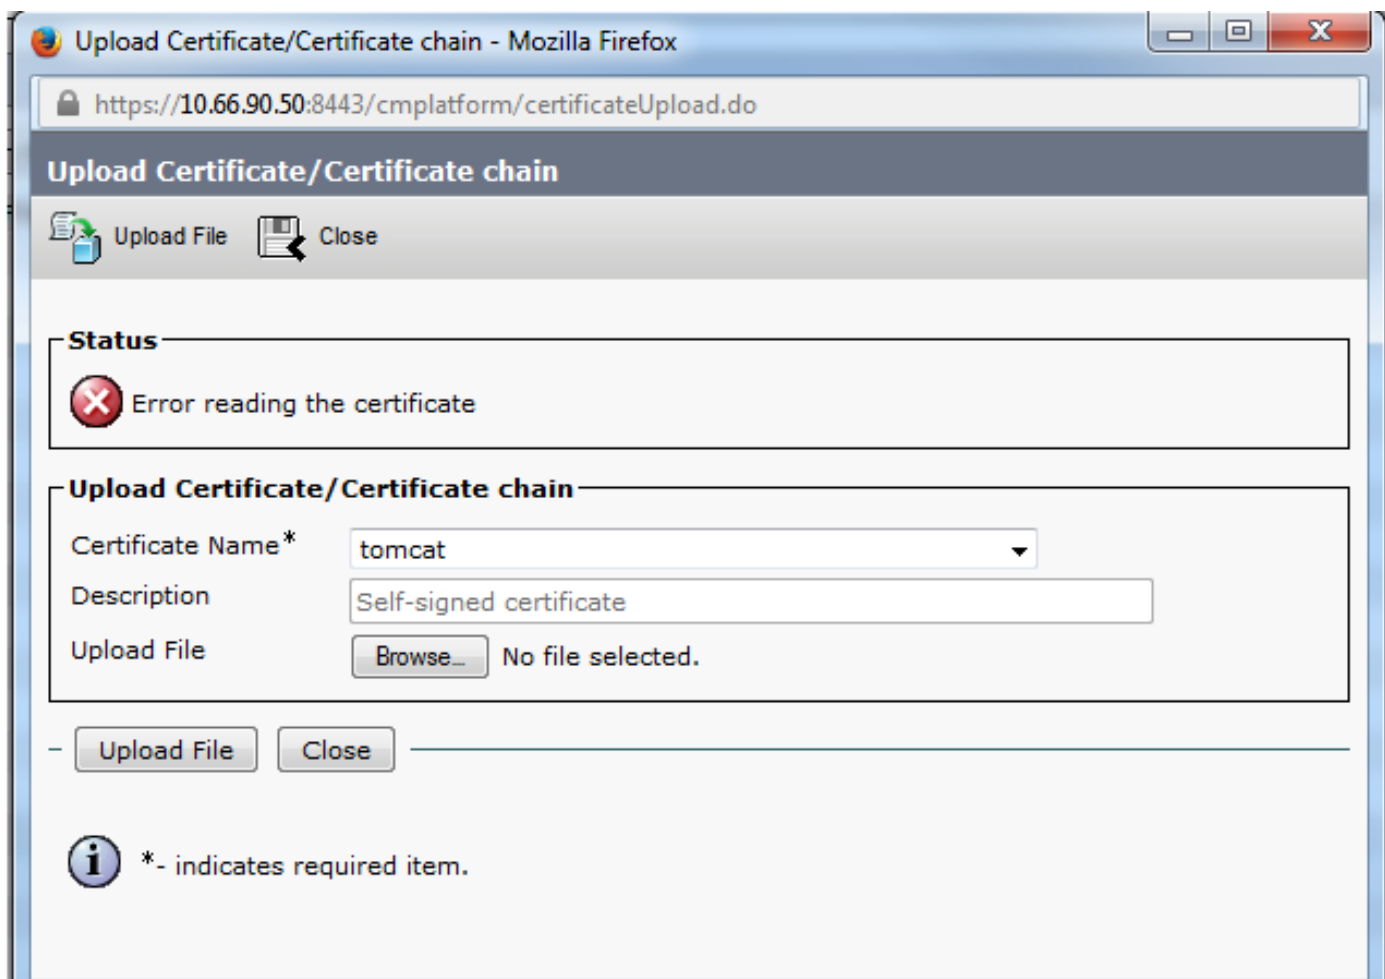 Upload Certificate/Certificate chain - Mozilla Firefox
https://10.66.90.50:8443/cmplatform/certificateUpload.do
Upload Certificate/Certificate chain
Upload File Close
Status
Error reading the certificate
Upload Certificate/Certificate chain
Certificate Name* tomcat
Description Self-signed certificate
Upload File Browse... No file selected.
Upload File Close
*- indicates required item.